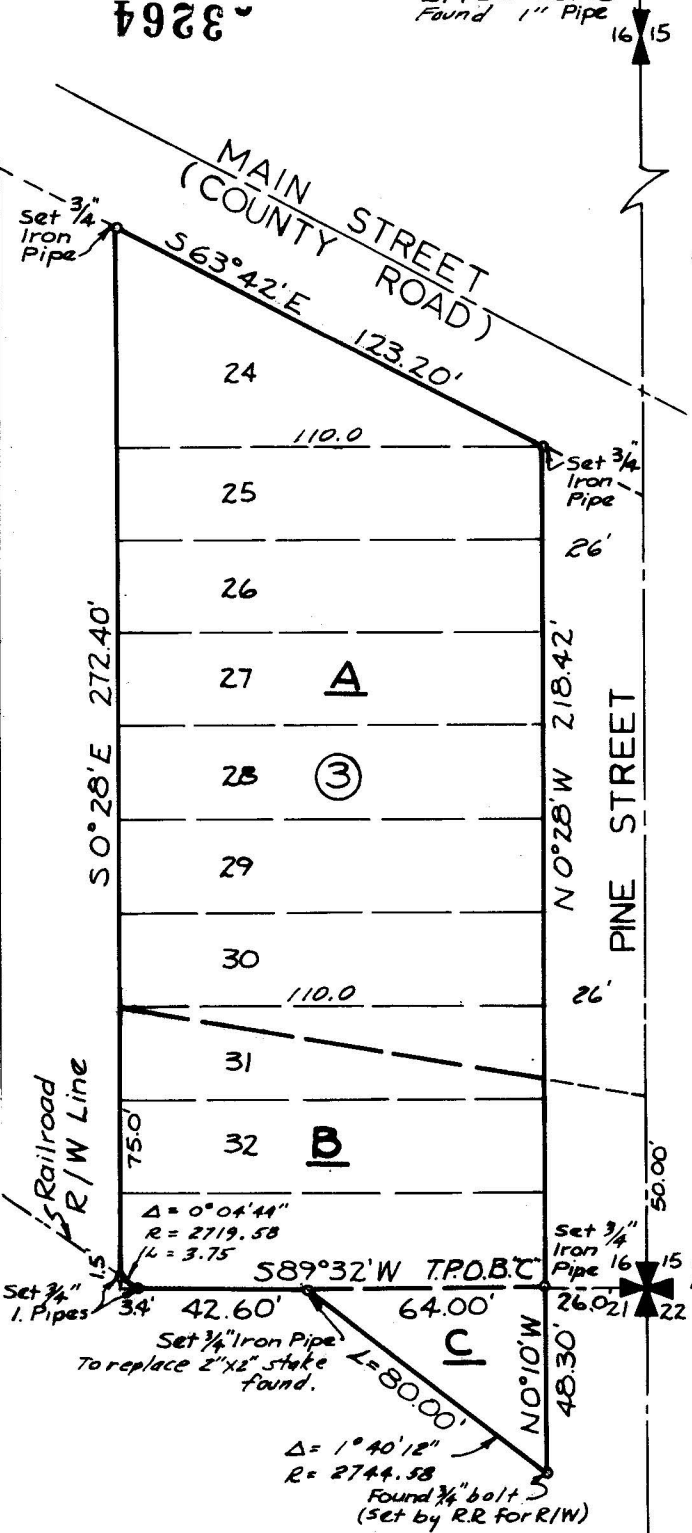 3264
Found 1" Pipe
16 15
MAIN STREET
(COUNTY ROAD)
Set 3/4"
Iron
Pipe
S 63°42' E 123.20'
24
110.0
Set 3/4"
Iron
Pipe
25
26'
26
S 0°28' E 272.40'
27
A
N 0°28' W 218.42'
28
3
PINE STREET
29
30
110.0
26'
31
Railroad
R/W Line
75.0'
32
B
50.00'
Δ = 0°04'44"
R = 2719.58
L = 3.75
1.5'
Set 3/4"
Iron
Pipe
16 15
S89°32'W T.P.O.B."C"
Set 3/4"
1. Pipes
3.4' 42.60' 64.00' 26.0'
21 22
Set 3/4" Iron Pipe
To replace 2"x2" stake
found.
L=80.00'
C
N 0°10' W
48.30'
Δ = 1°40'12"
R = 2744.58
Found 3/4" bolt
(set by R.R. for R/W)